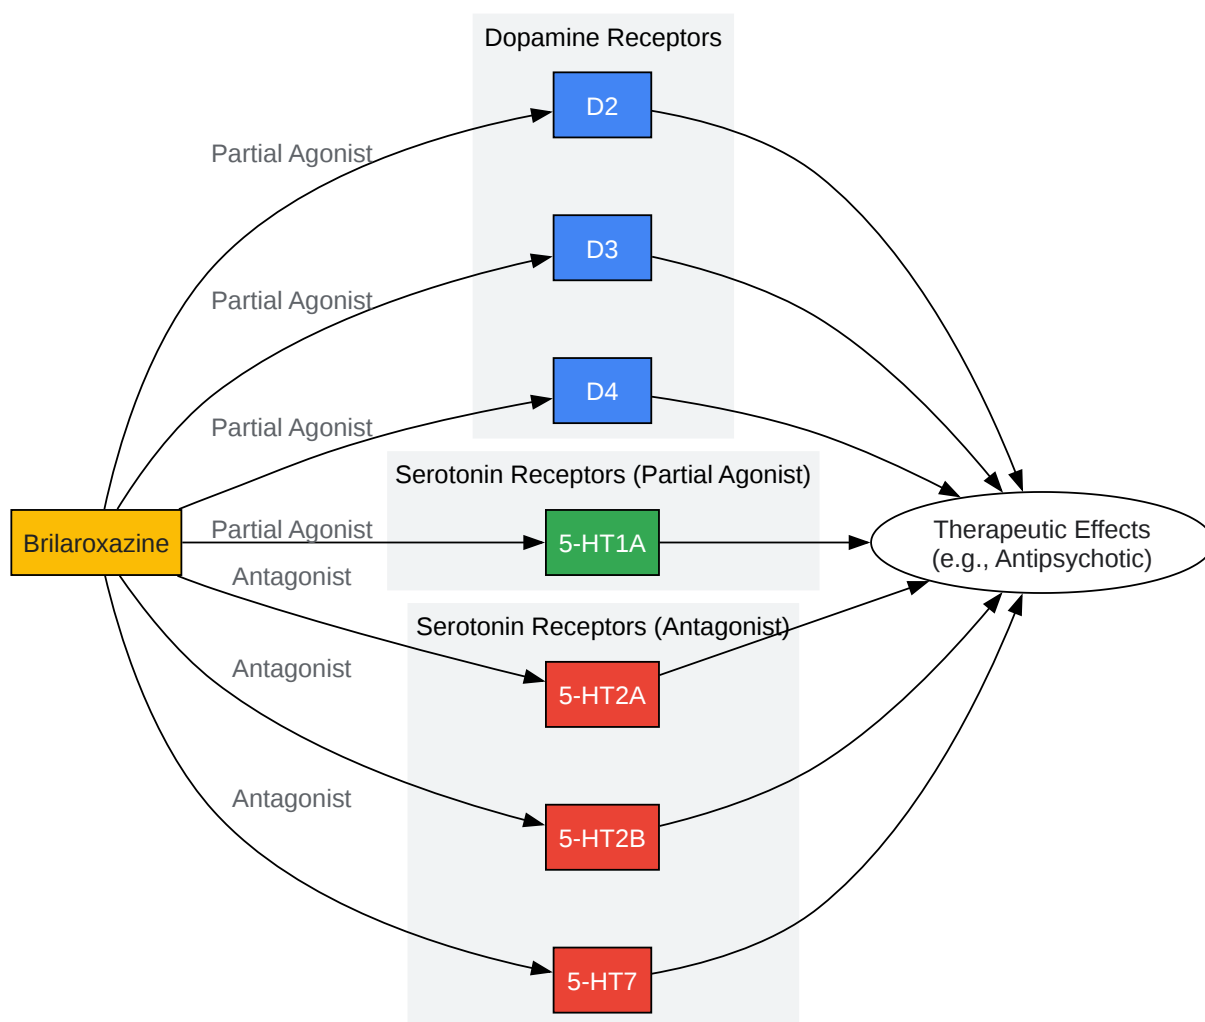 Dopamine Receptors
D2
Partial Agonist
D3
Partial Agonist
D4
Partial Agonist
Serotonin Receptors (Partial Agonist)
Brilaroxazine
Partial Agonist
5-HT1A
Therapeutic Effects
(e.g., Antipsychotic)
Antagonist
Serotonin Receptors (Antagonist)
5-HT2A
Antagonist
5-HT2B
Antagonist
5-HT7